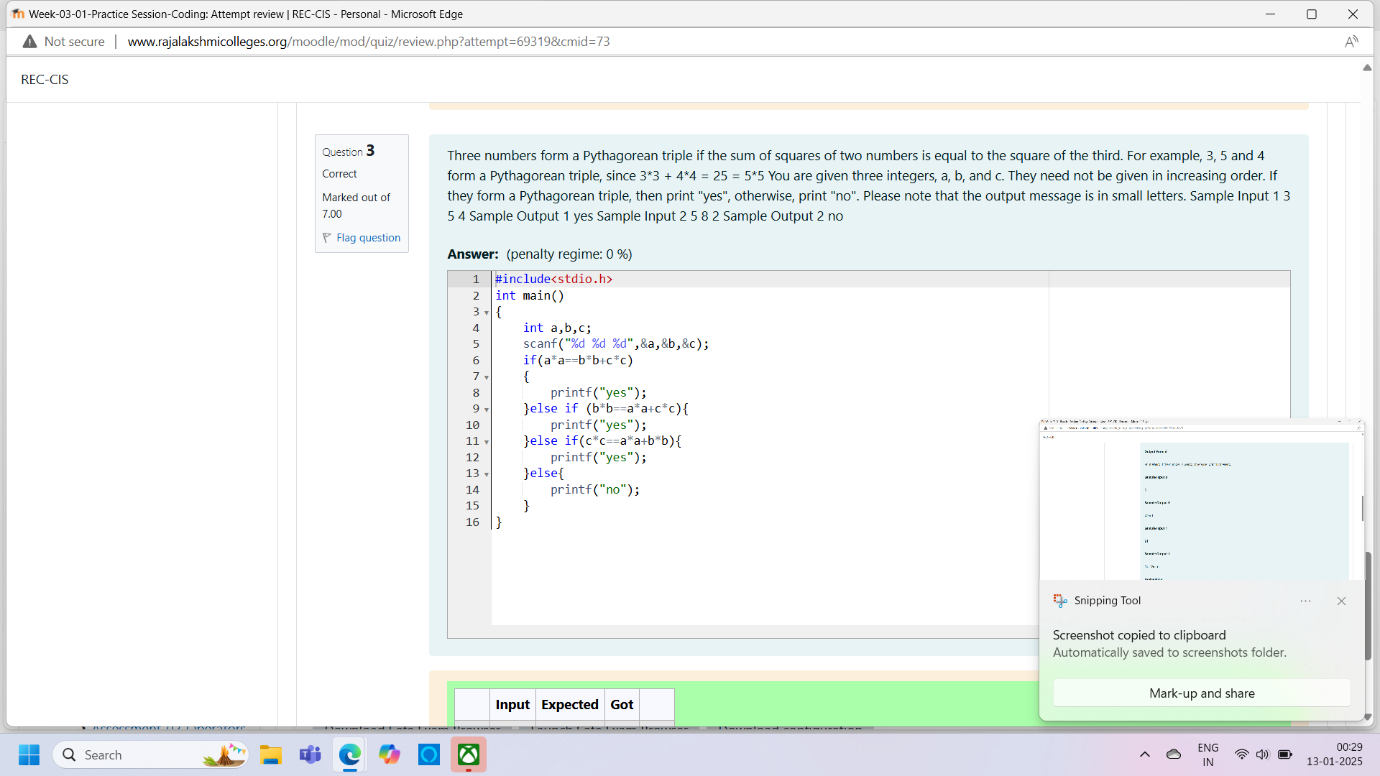 Week-03-01-Practice Session-Coding: Attempt review | REC-CIS - Personal - Microsoft Edge
Not secure | www.rajalakshmicolleges.org/moodle/mod/quiz/review.php?attempt=69319&cmid=73
REC-CIS
Question 3
Correct
Marked out of
7.00
Flag question
Three numbers form a Pythagorean triple if the sum of squares of two numbers is equal to the square of the third. For example, 3, 5 and 4
form a Pythagorean triple, since 3*3 + 4*4 = 25 = 5*5 You are given three integers, a, b, and c. They need not be given in increasing order. If
they form a Pythagorean triple, then print "yes", otherwise, print "no". Please note that the output message is in small letters. Sample Input 1 3
5 4 Sample Output 1 yes Sample Input 2 5 8 2 Sample Output 2 no
Answer: (penalty regime: 0 %)
1 #include<stdio.h>
2 int main()
3 {
4 int a,b,c;
5 scanf("%d %d %d",&a,&b,&c);
6 if(a*a==b*b+c*c)
7 {
8 printf("yes");
9 }else if (b*b==a*a+c*c){
10 printf("yes");
11 }else if(c*c==a*a+b*b){
12 printf("yes");
13 }else{
14 printf("no");
15 }
16 }
Input Expected Got
Snipping Tool
Screenshot copied to clipboard
Automatically saved to screenshots folder.
Mark-up and share
Search
ENG
IN
00:29
13-01-2025